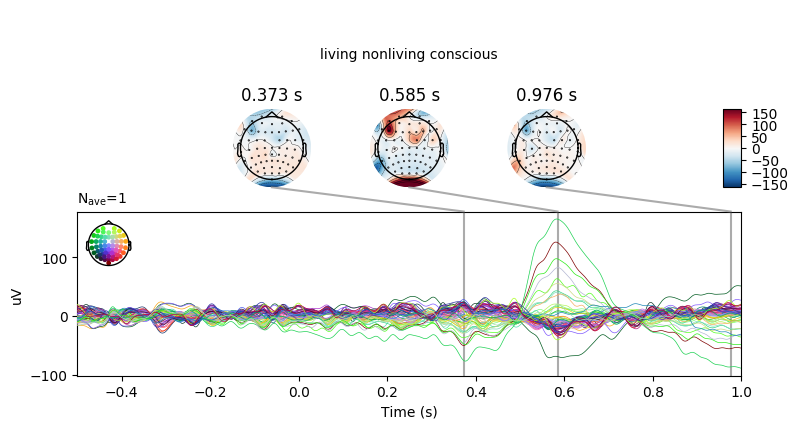 living nonliving conscious
0.373 s 0.585 s 0.976 s
150
100
50
0
−50
−100
−150
Nave=1
100
0
−100
uV
−0.4 −0.2 0.0 0.2 0.4 0.6 0.8 1.0
Time (s)